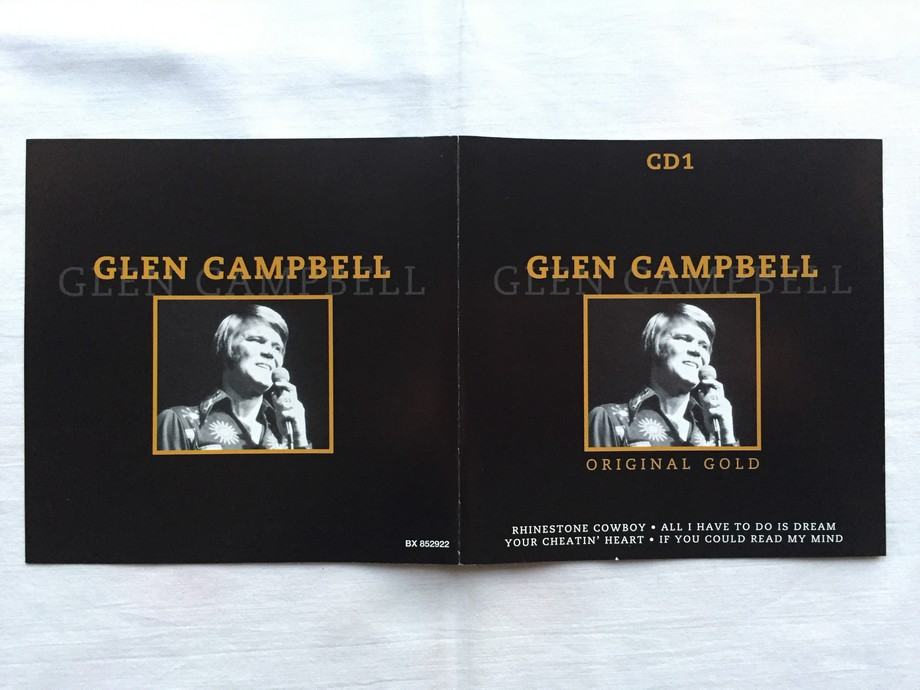 GLEN CAMPBELL
GLEN CAMPBELL
BX 852922
CD1
GLEN CAMPBELL
GLEN CAMPBELL
ORIGINAL GOLD
RHINESTONE COWBOY • ALL I HAVE TO DO IS DREAM
YOUR CHEATIN' HEART • IF YOU COULD READ MY MIND